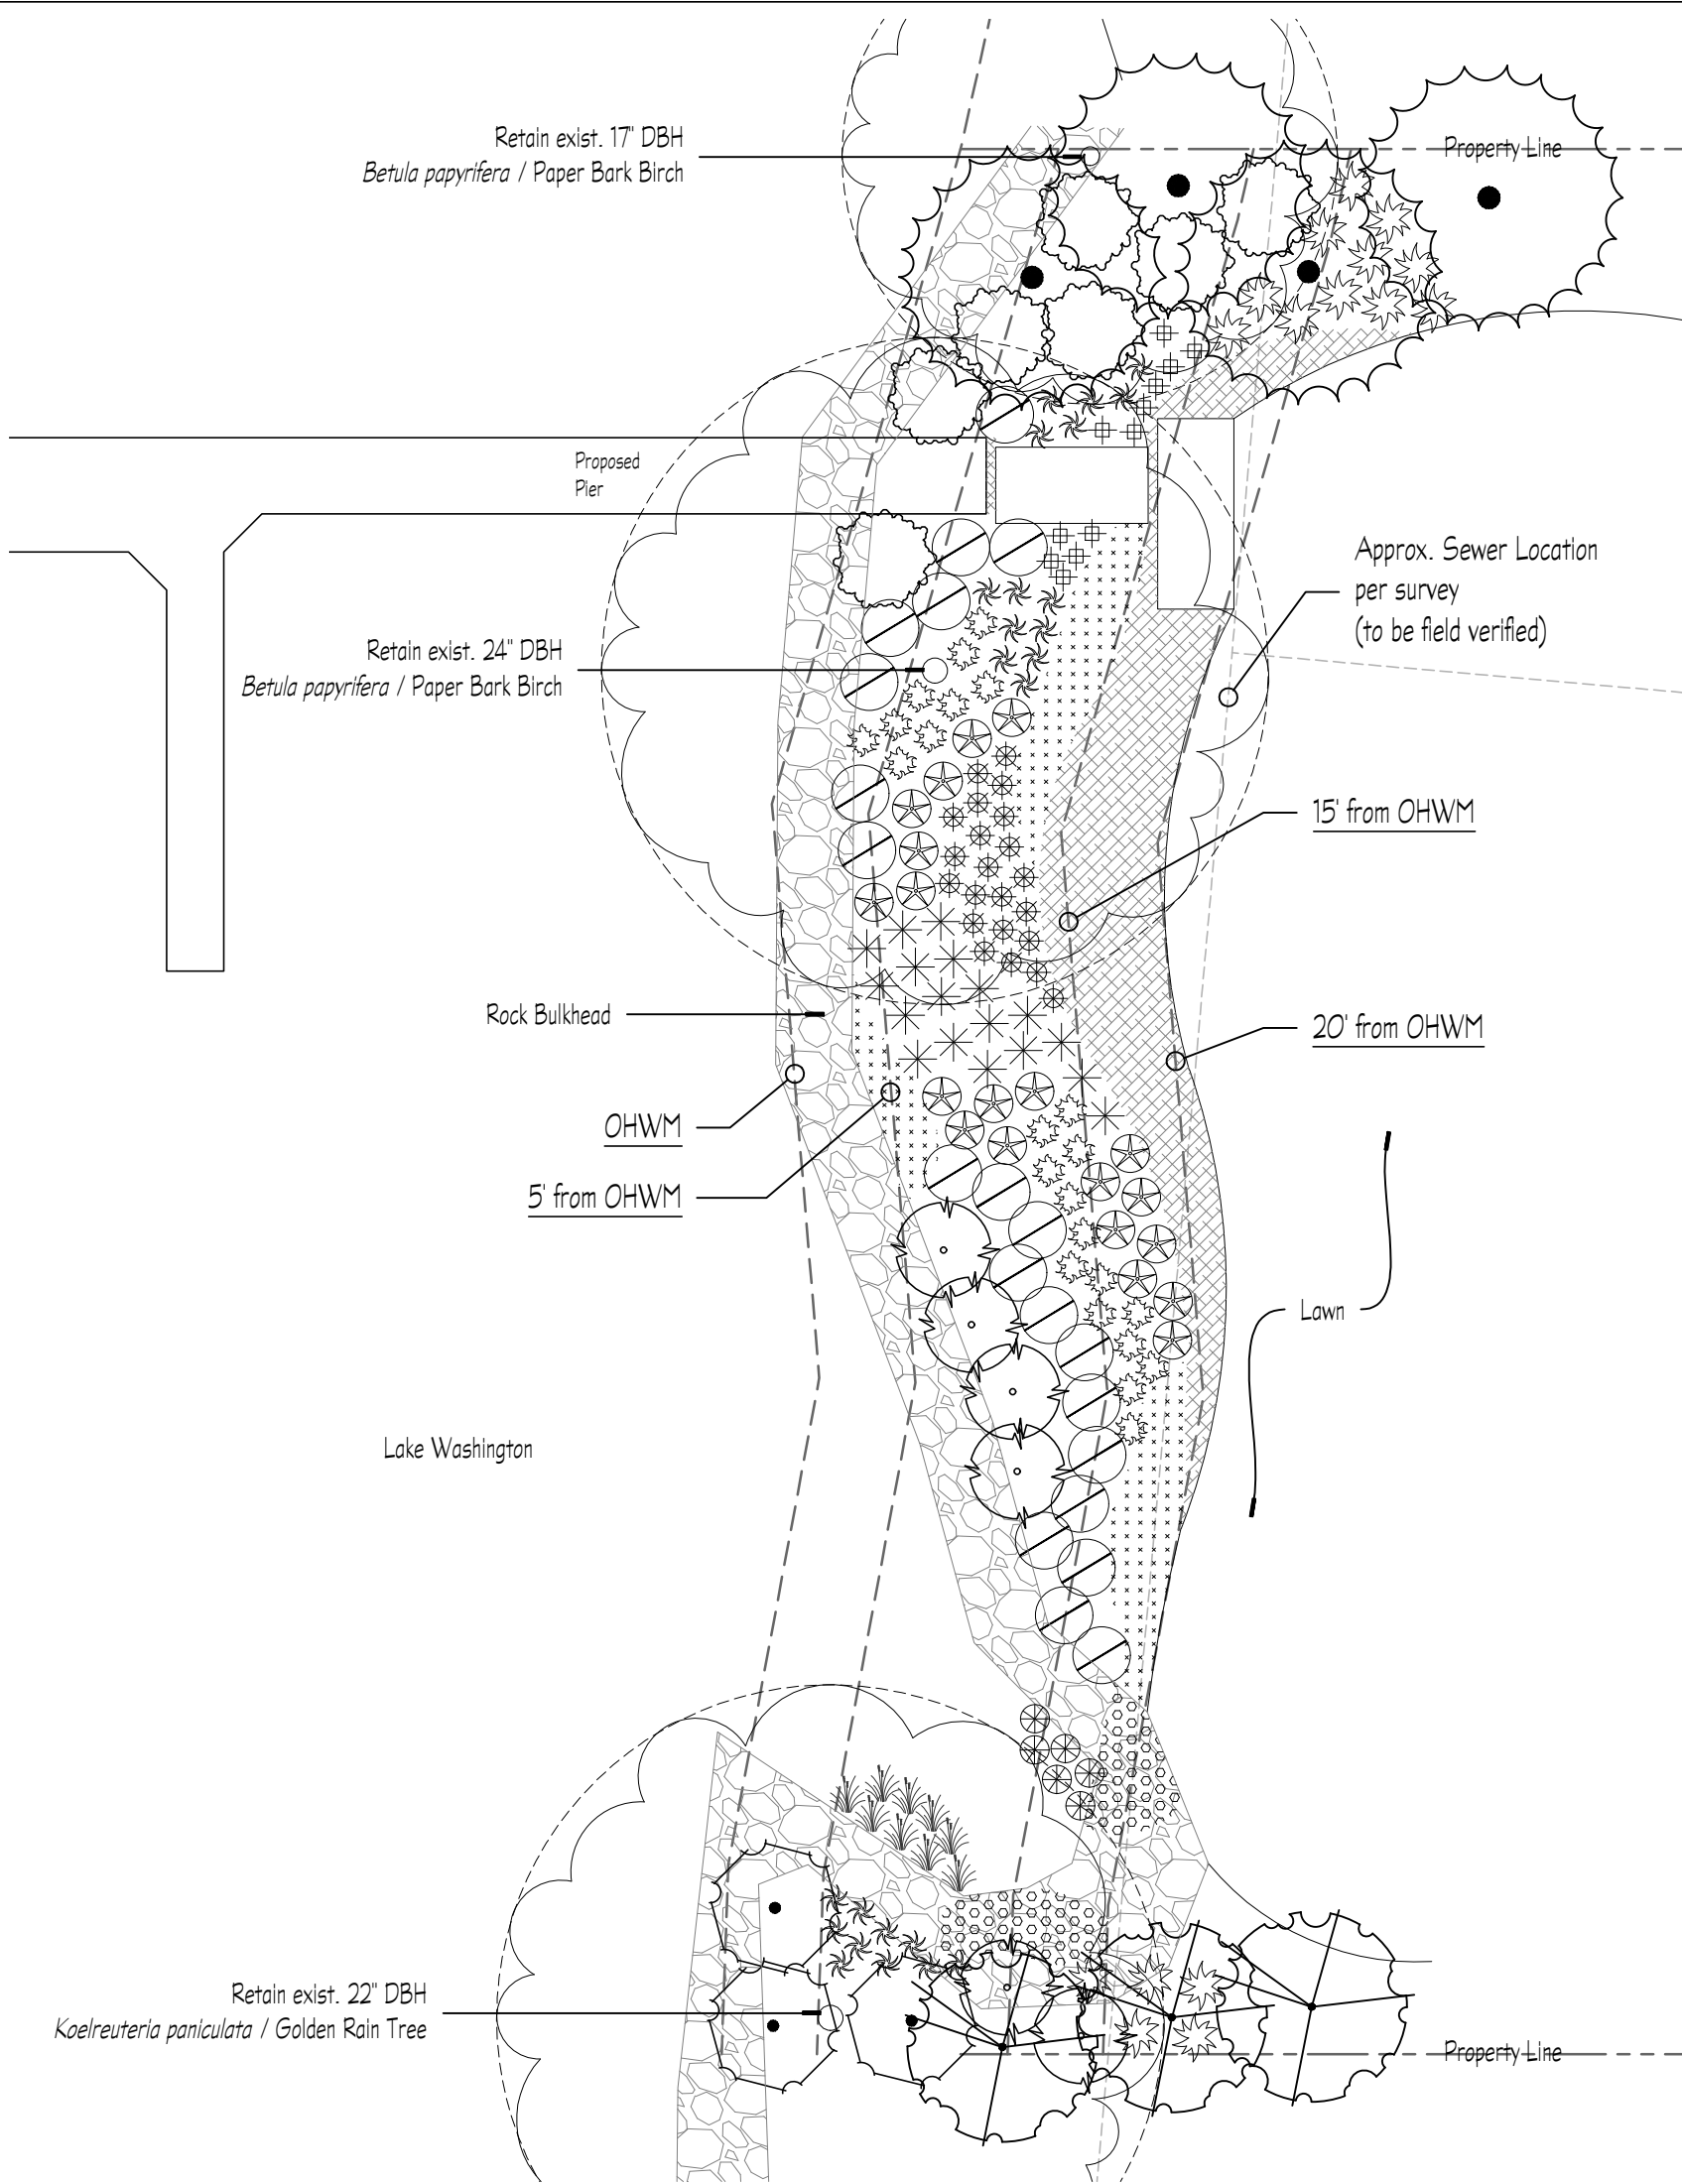 Retain exist. 17" DBH
Betula papyrifera / Paper Bark Birch
Property Line
Proposed
Pier
Approx. Sewer Location
per survey
(to be field verified)
Retain exist. 24" DBH
Betula papyrifera / Paper Bark Birch
15' from OHWM
Rock Bulkhead
20' from OHWM
OHWM
5' from OHWM
Lawn
Lake Washington
Retain exist. 22" DBH
Koelreuteria paniculata / Golden Rain Tree
Property Line